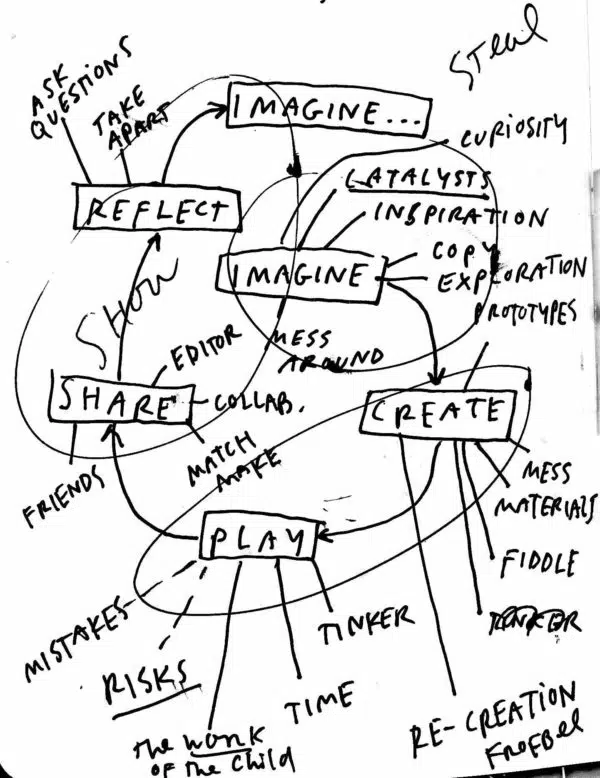 STEAL
ASK
QUESTIONS
TAKE
APART
IMAGINE...
CURIOSITY
CATALYSTS
REFLECT
INSPIRATION
COPY
IMAGINE
EXPLORATION
SHOW
PROTOTYPES
MESS
AROUND
EDITOR
SHARE
COLLAB.
CREATE
MATCH
MAKE
FRIENDS
MESS
MATERIALS
PLAY
FIDDLE
MISTAKES
TINKER
TINKER
RISKS
TIME
RE-CREATION
FROEBEL
The WORK
OF The Child